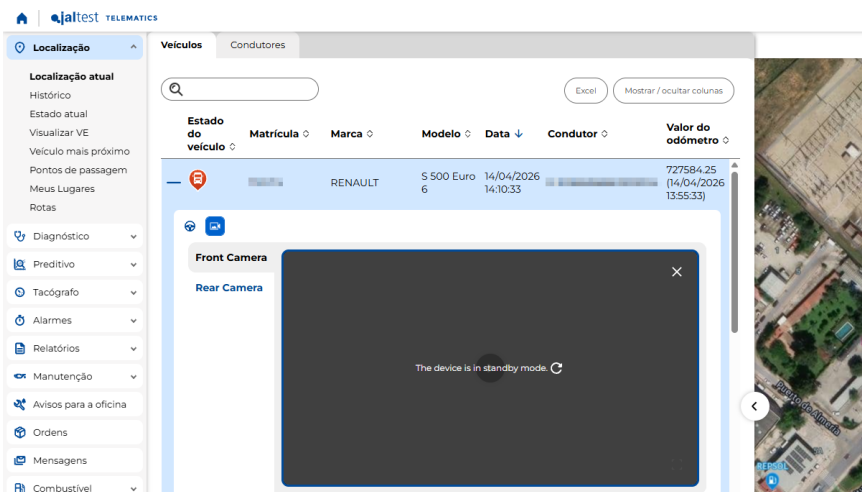 jaltest TELEMATICS
Localização
Localização atual
Histórico
Estado atual
Visualizar VE
Veículo mais próximo
Pontos de passagem
Meus Lugares
Rotas
Diagnóstico
Preditivo
Tacógrafo
Alarmes
Relatórios
Manutenção
Avisos para a oficina
Ordens
Mensagens
Combustível
Veículos
Condutores
Excel
Mostrar / ocultar colunas
Estado
do
veículo
Matrícula
Marca
Modelo
Data
Condutor
Valor do
odómetro
RENAULT
S 500 Euro
6
14/04/2026
14:10:33
727584.25
(14/04/2026
13:55:33)
Front Camera
Rear Camera
The device is in standby mode.
Puerto de Almería
REPSOL